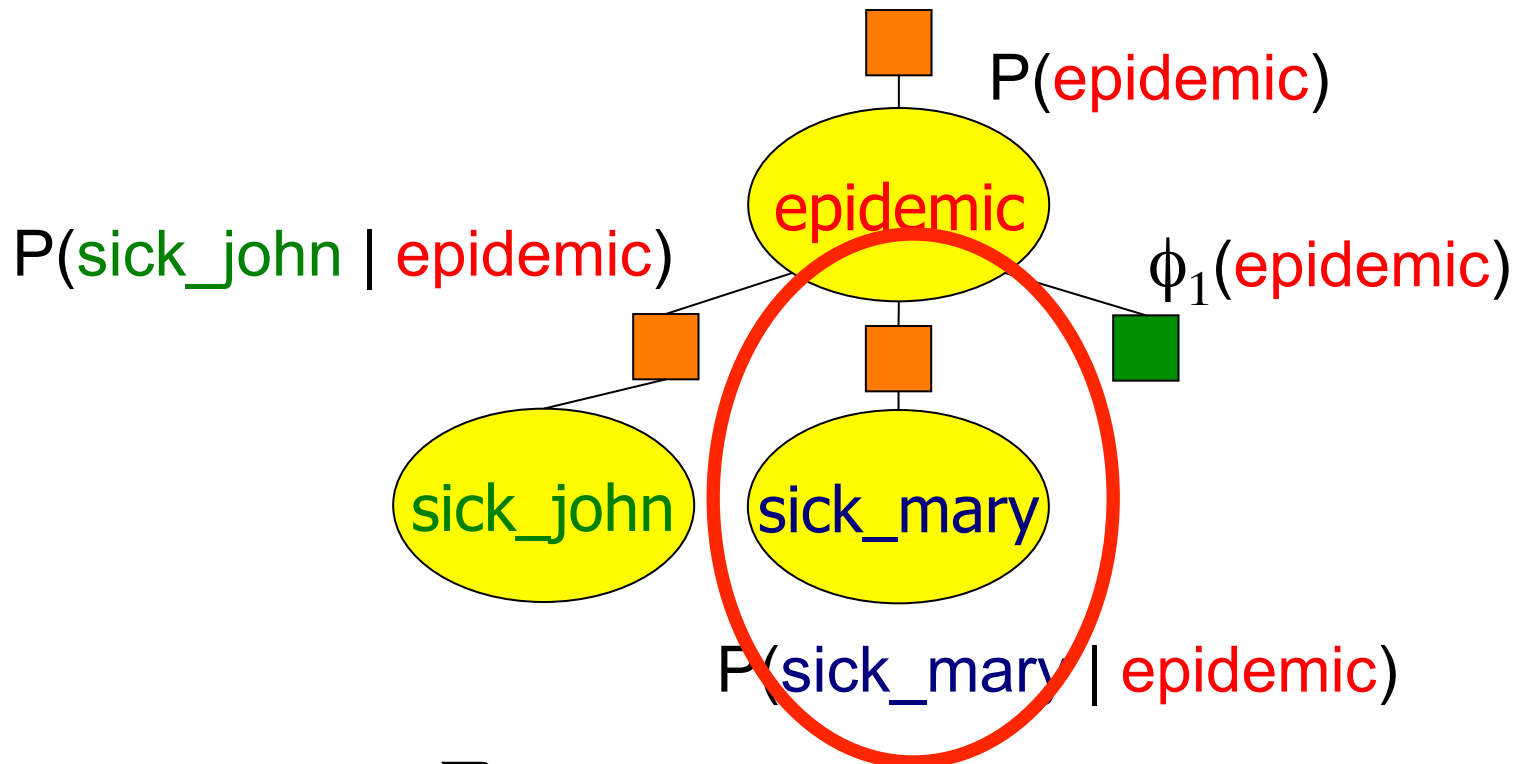 P(epidemic)
epidemic
P(sick_john | epidemic)
ϕ1(epidemic)
sick_john
sick_mary
P(sick_mary | epidemic)